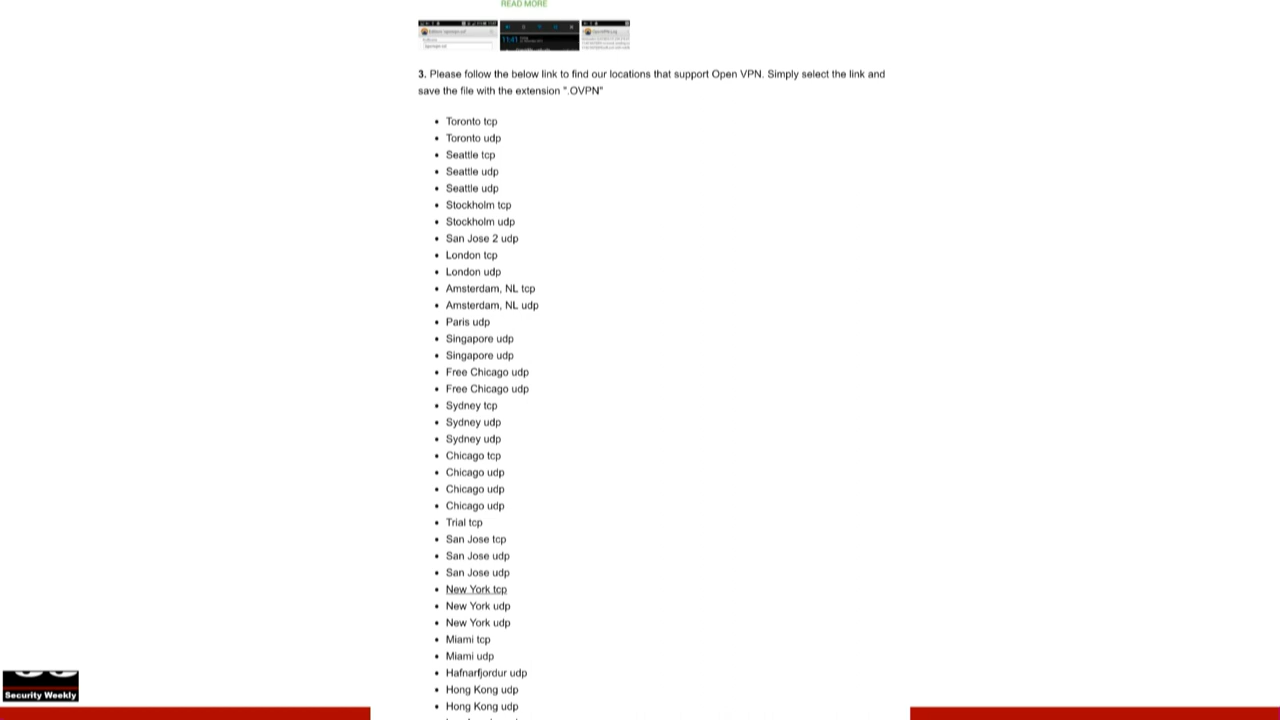 READ MORE
11:41
3. Please follow the below link to find our locations that support Open VPN. Simply select the link and
save the file with the extension ".OVPN"
• Toronto tcp
• Toronto udp
• Seattle tcp
• Seattle udp
• Seattle udp
• Stockholm tcp
• Stockholm udp
• San Jose 2 udp
• London tcp
• London udp
• Amsterdam, NL tcp
• Amsterdam, NL udp
• Paris udp
• Singapore udp
• Singapore udp
• Free Chicago udp
• Free Chicago udp
• Sydney tcp
• Sydney udp
• Sydney udp
• Chicago tcp
• Chicago udp
• Chicago udp
• Chicago udp
• Trial tcp
• San Jose tcp
• San Jose udp
• San Jose udp
• New York tcp
• New York udp
• New York udp
• Miami tcp
• Miami udp
• Hafnarfjordur udp
• Hong Kong udp
• Hong Kong udp
Security Weekly